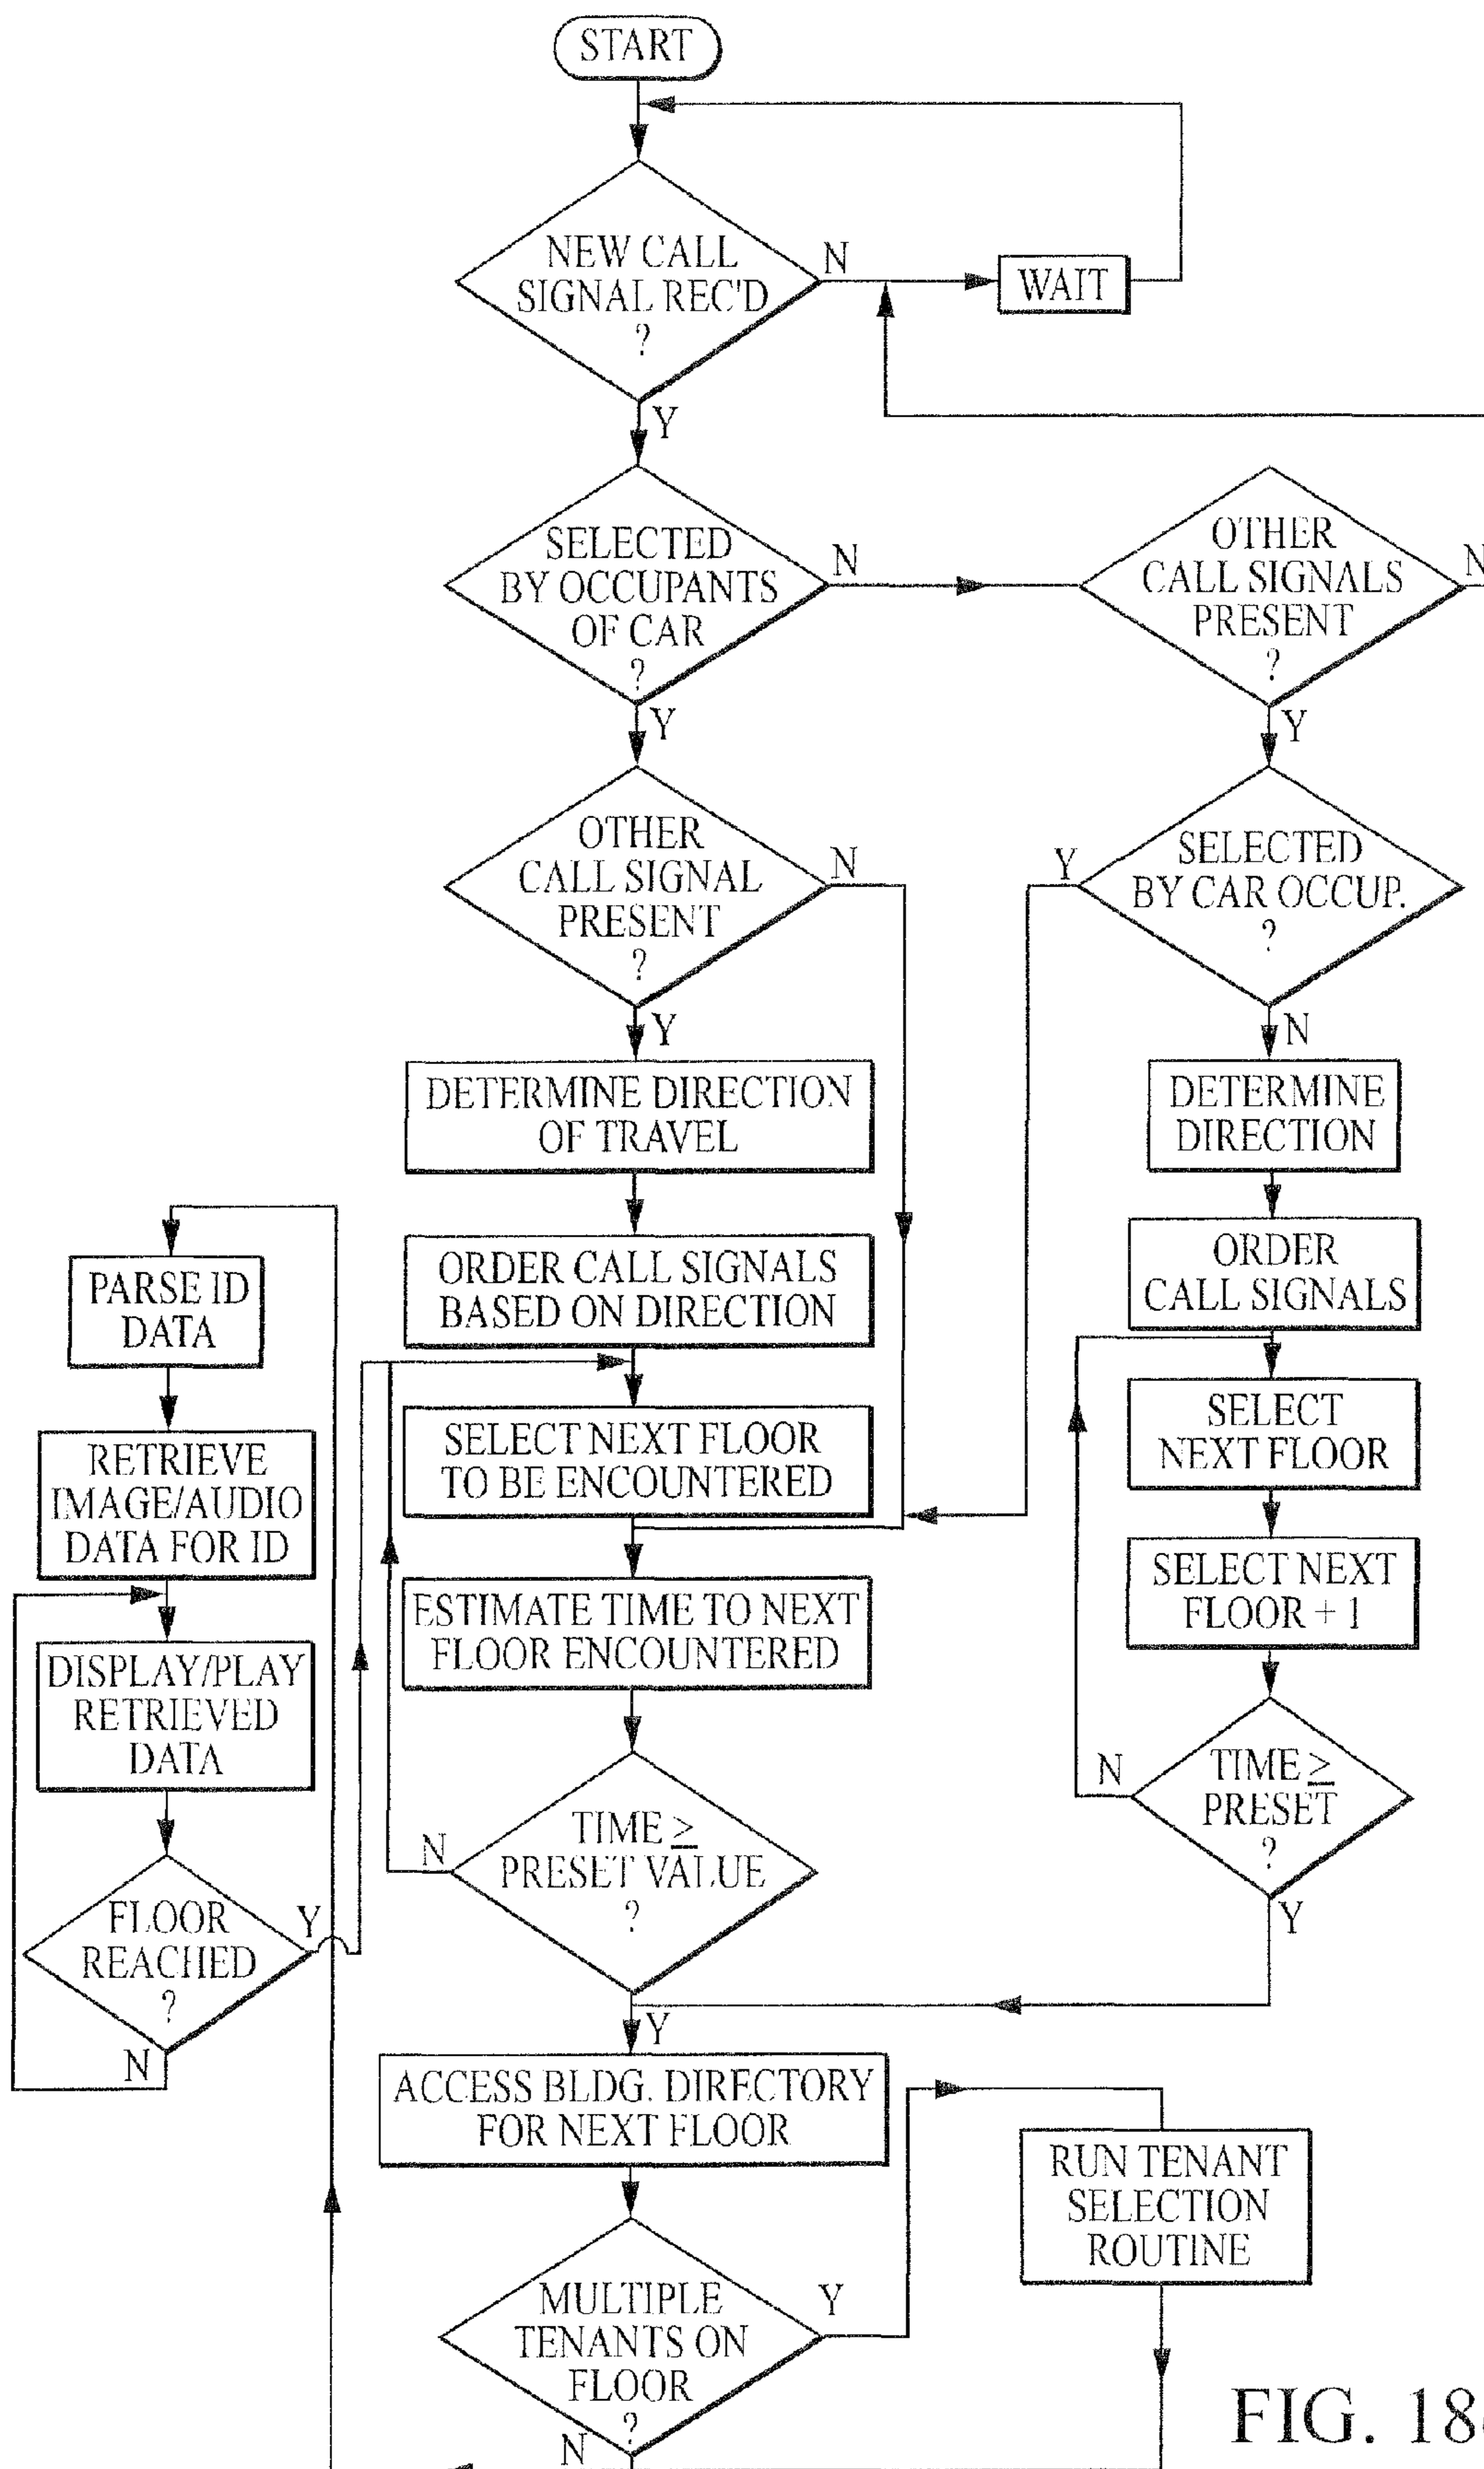 START
NEW CALL
SIGNAL REC'D
?
N
WAIT
Y
SELECTED
BY OCCUPANTS
OF CAR
?
N
OTHER
CALL SIGNALS
PRESENT
?
N
Y
Y
OTHER
CALL SIGNAL
PRESENT
?
N
Y
SELECTED
BY CAR OCCUP.
?
Y
N
DETERMINE DIRECTION
OF TRAVEL
DETERMINE
DIRECTION
ORDER CALL SIGNALS
BASED ON DIRECTION
ORDER
CALL SIGNALS
PARSE ID
DATA
SELECT NEXT FLOOR
TO BE ENCOUNTERED
SELECT
NEXT FLOOR
RETRIEVE
IMAGE/AUDIO
DATA FOR ID
ESTIMATE TIME TO NEXT
FLOOR ENCOUNTERED
SELECT NEXT
FLOOR + 1
DISPLAY/PLAY
RETRIEVED
DATA
N
TIME ≥
PRESET VALUE
?
N
TIME ≥
PRESET
?
FLOOR
REACHED
?
Y
N
Y
Y
ACCESS BLDG. DIRECTORY
FOR NEXT FLOOR
RUN TENANT
SELECTION
ROUTINE
MULTIPLE
TENANTS ON
FLOOR
?
Y
N
FIG. 18